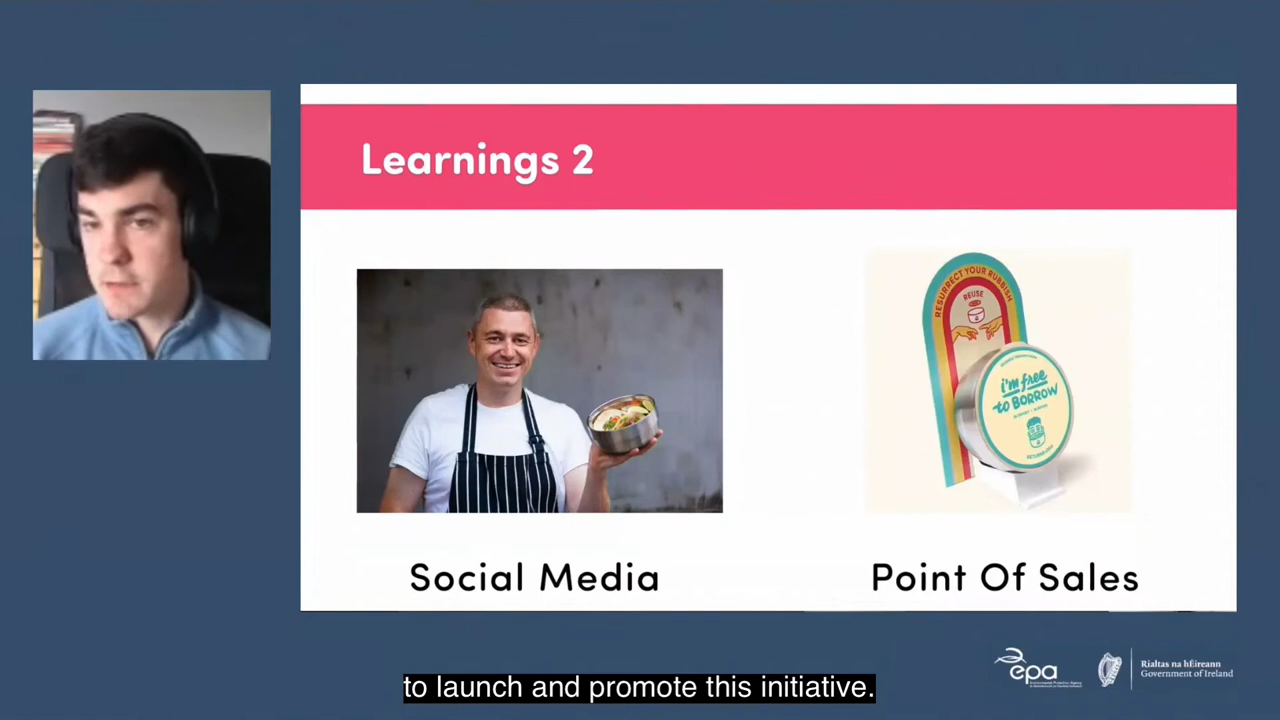 Learnings 2
RESURRECT YOUR RUBBISH
REUSE
i'm free
to BORROW
Social Media
Point Of Sales
epa
Rialtas na hÉireann
Government of Ireland
to launch and promote this initiative.